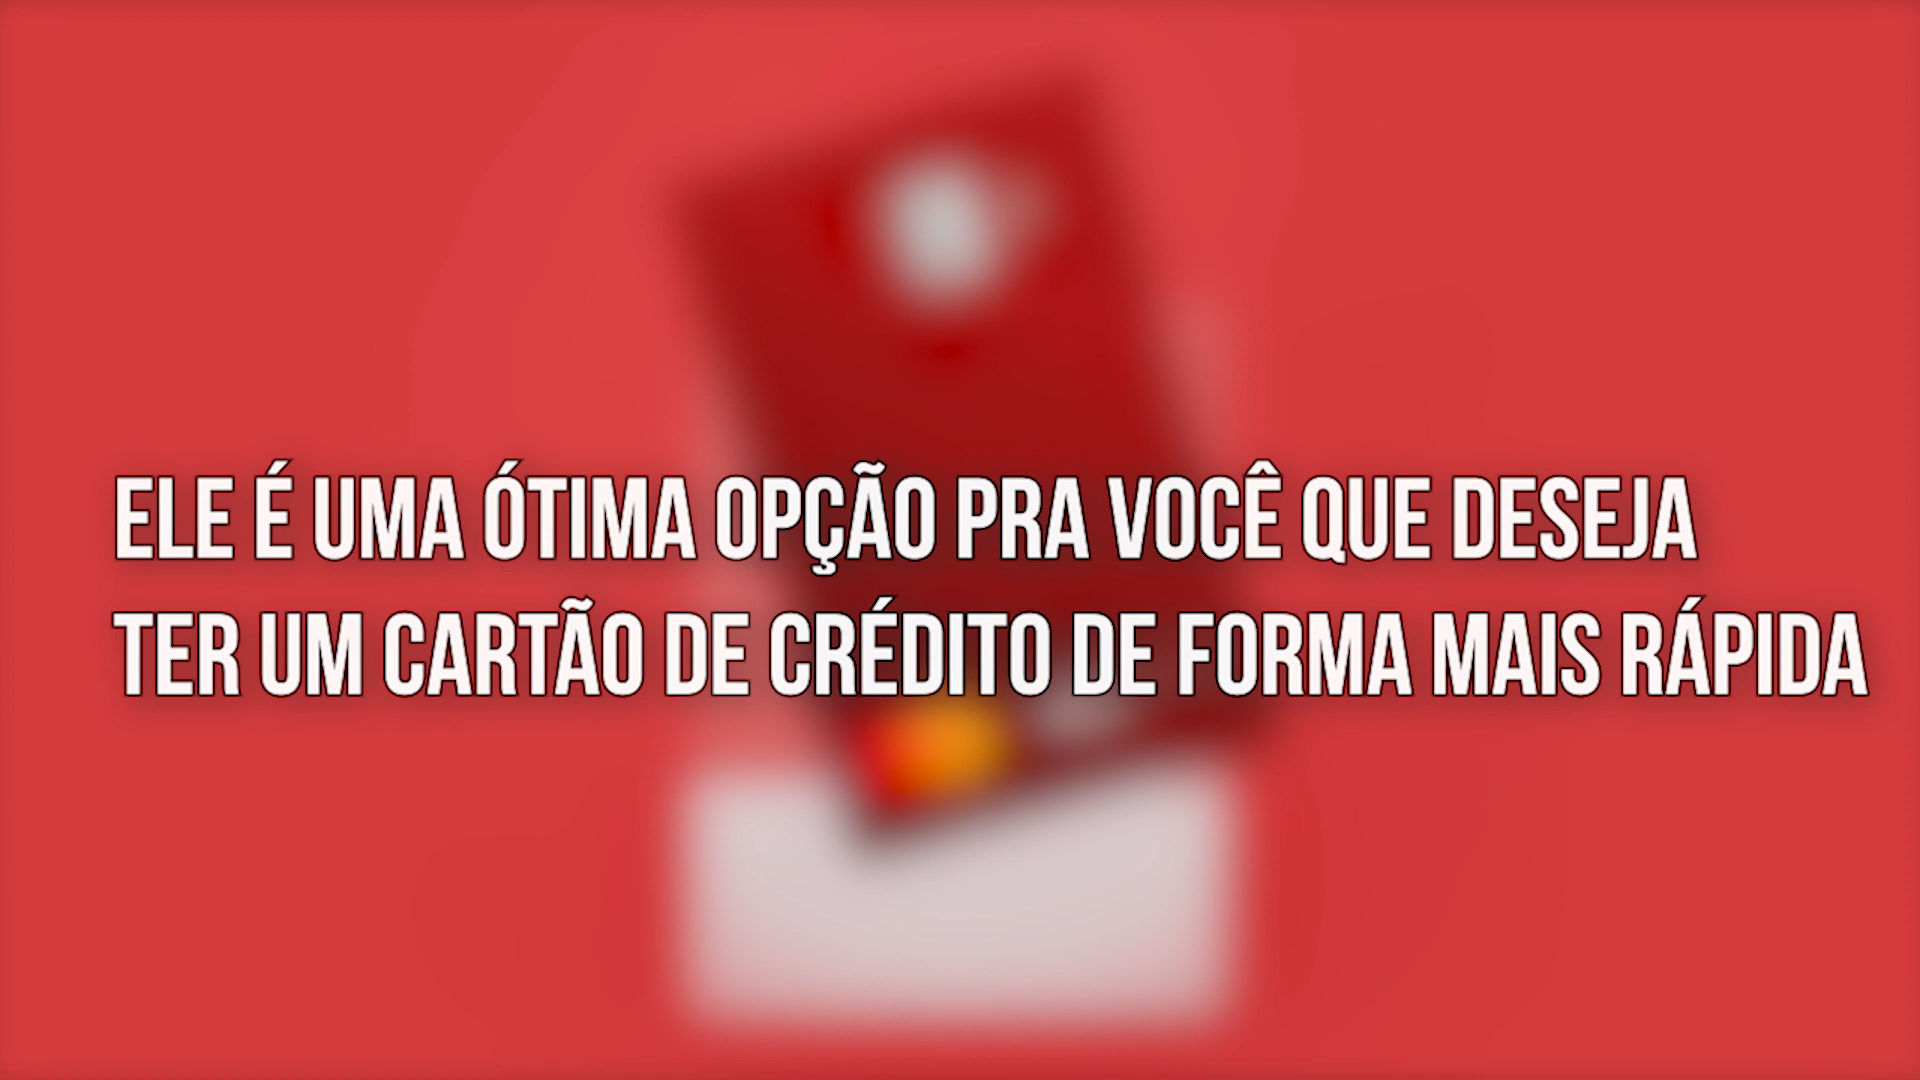 ELE É UMA ÓTIMA OPÇÃO PRA VOCÊ QUE DESEJA
TER UM CARTÃO DE CRÉDITO DE FORMA MAIS RÁPIDA